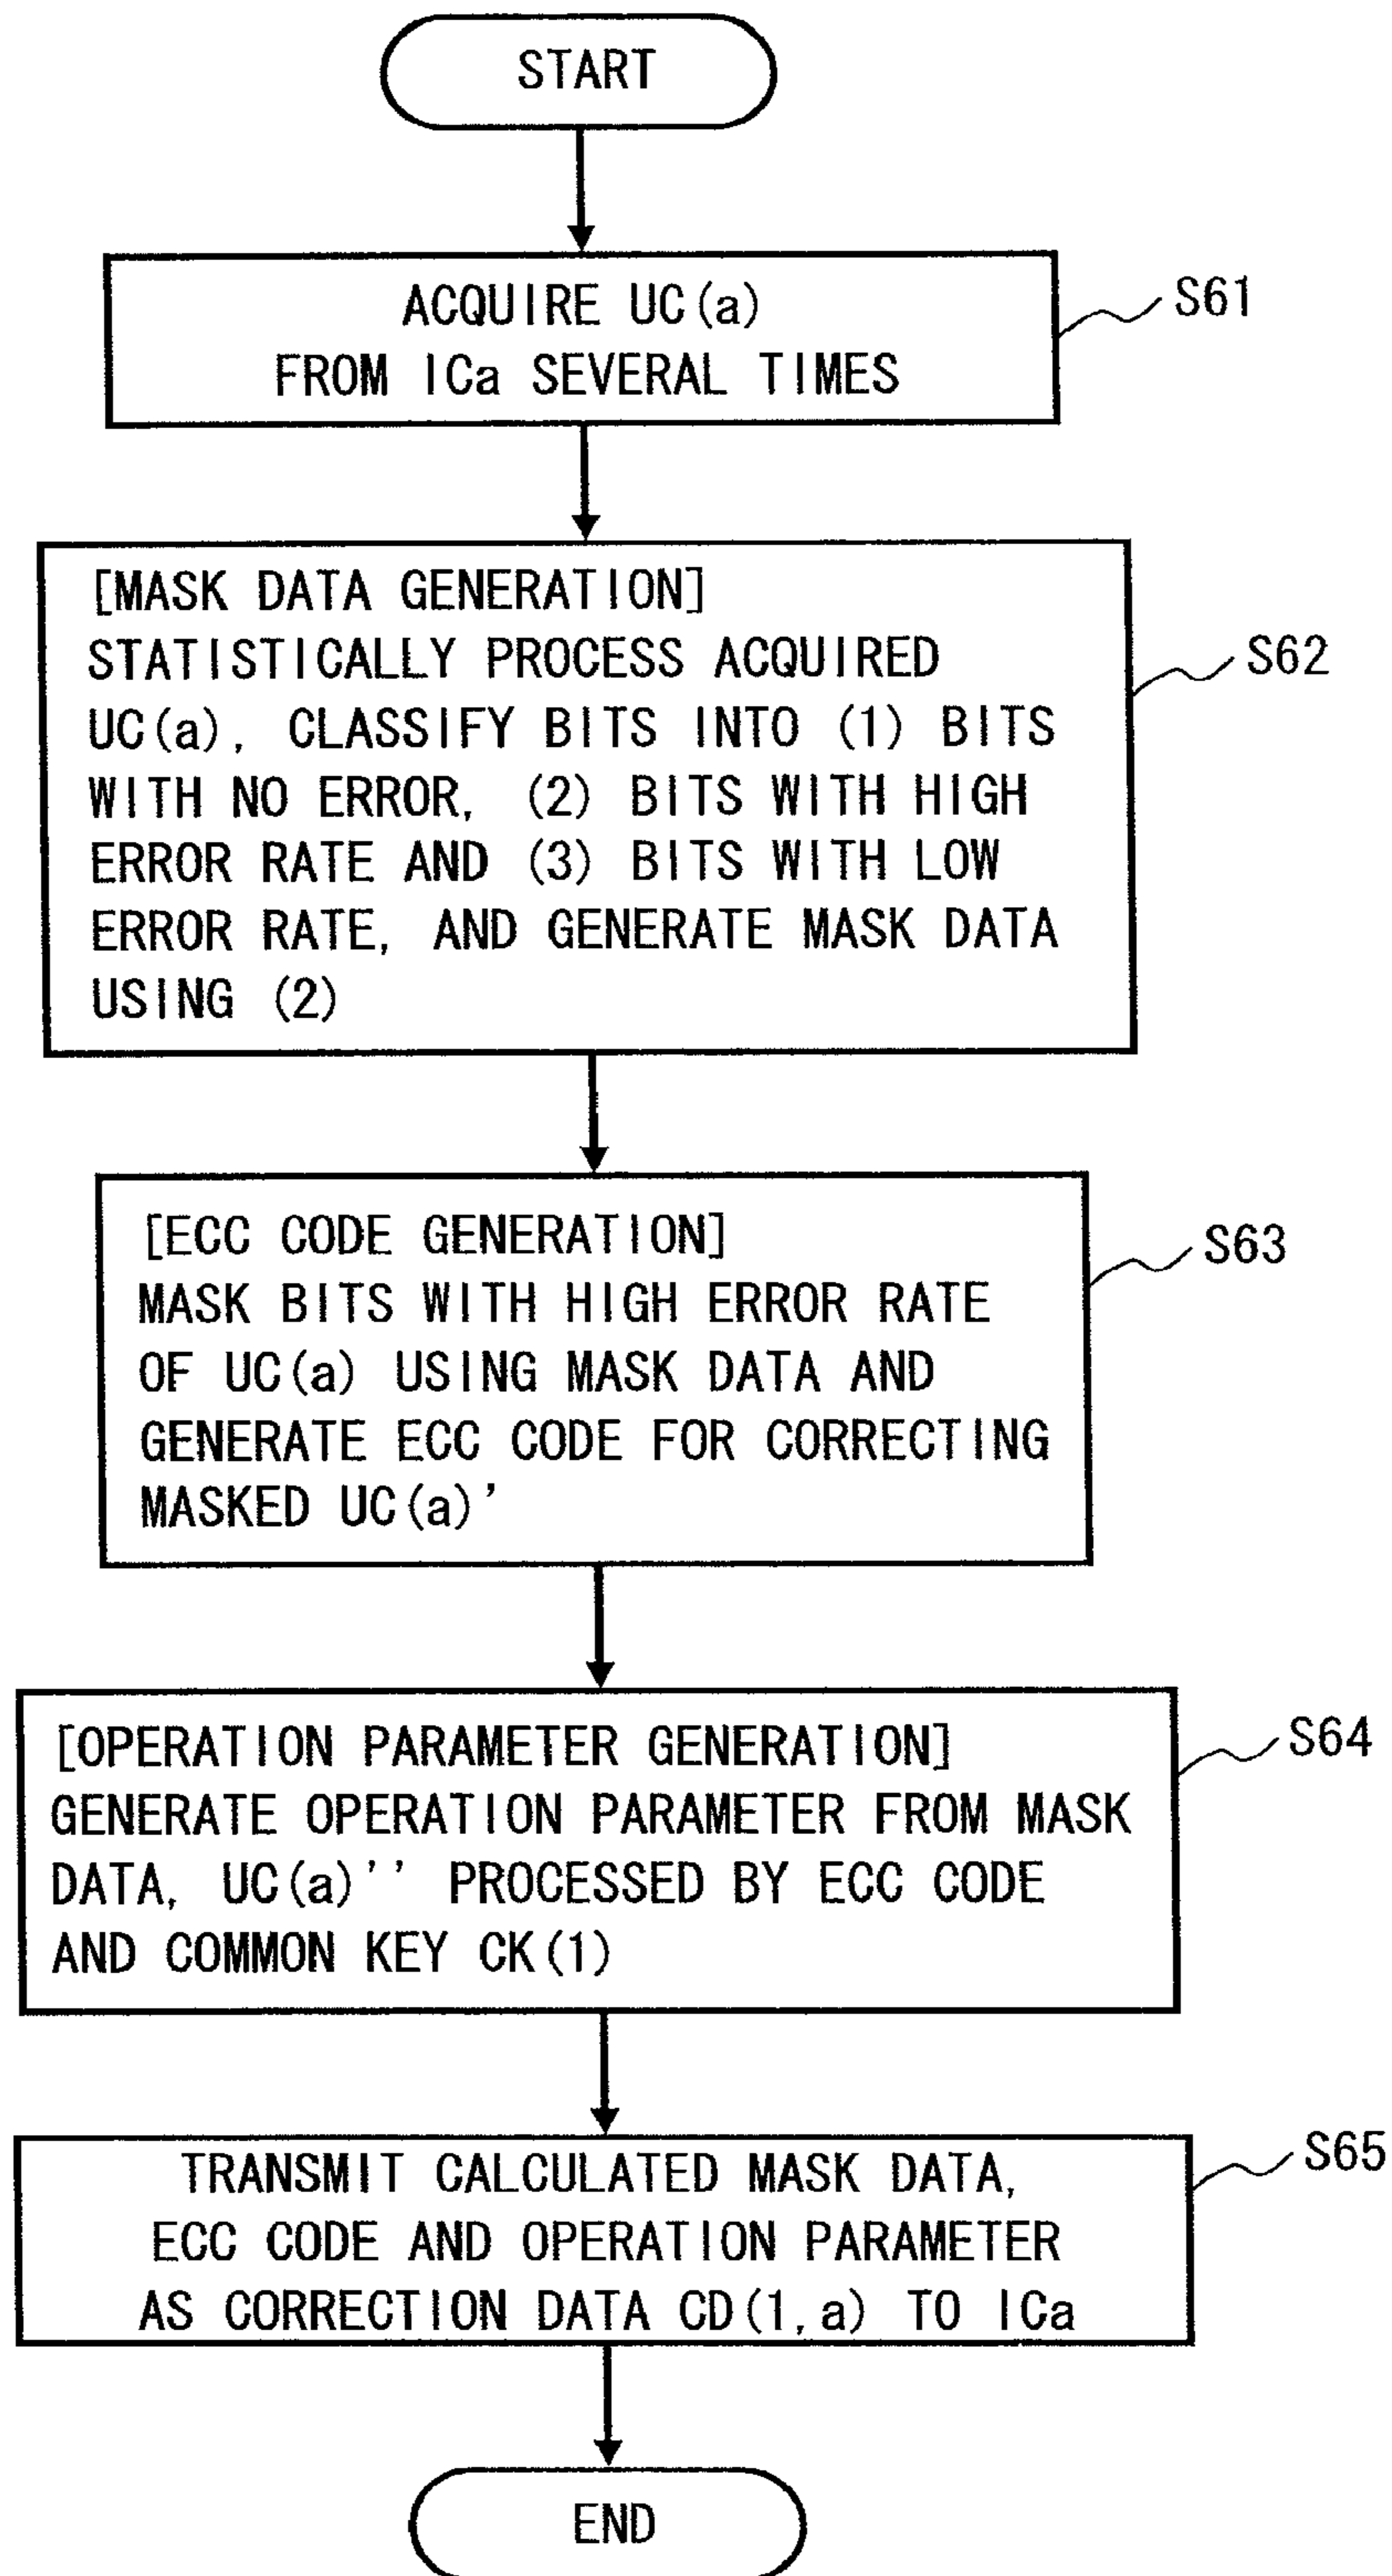 START
ACQUIRE UC(a)
FROM ICa SEVERAL TIMES
S61
[MASK DATA GENERATION]
STATISTICALLY PROCESS ACQUIRED
UC(a), CLASSIFY BITS INTO (1) BITS
WITH NO ERROR, (2) BITS WITH HIGH
ERROR RATE AND (3) BITS WITH LOW
ERROR RATE, AND GENERATE MASK DATA
USING (2)
S62
[ECC CODE GENERATION]
MASK BITS WITH HIGH ERROR RATE
OF UC(a) USING MASK DATA AND
GENERATE ECC CODE FOR CORRECTING
MASKED UC(a)'
S63
[OPERATION PARAMETER GENERATION]
GENERATE OPERATION PARAMETER FROM MASK
DATA, UC(a)'' PROCESSED BY ECC CODE
AND COMMON KEY CK(1)
S64
TRANSMIT CALCULATED MASK DATA,
ECC CODE AND OPERATION PARAMETER
AS CORRECTION DATA CD(1,a) TO ICa
S65
END